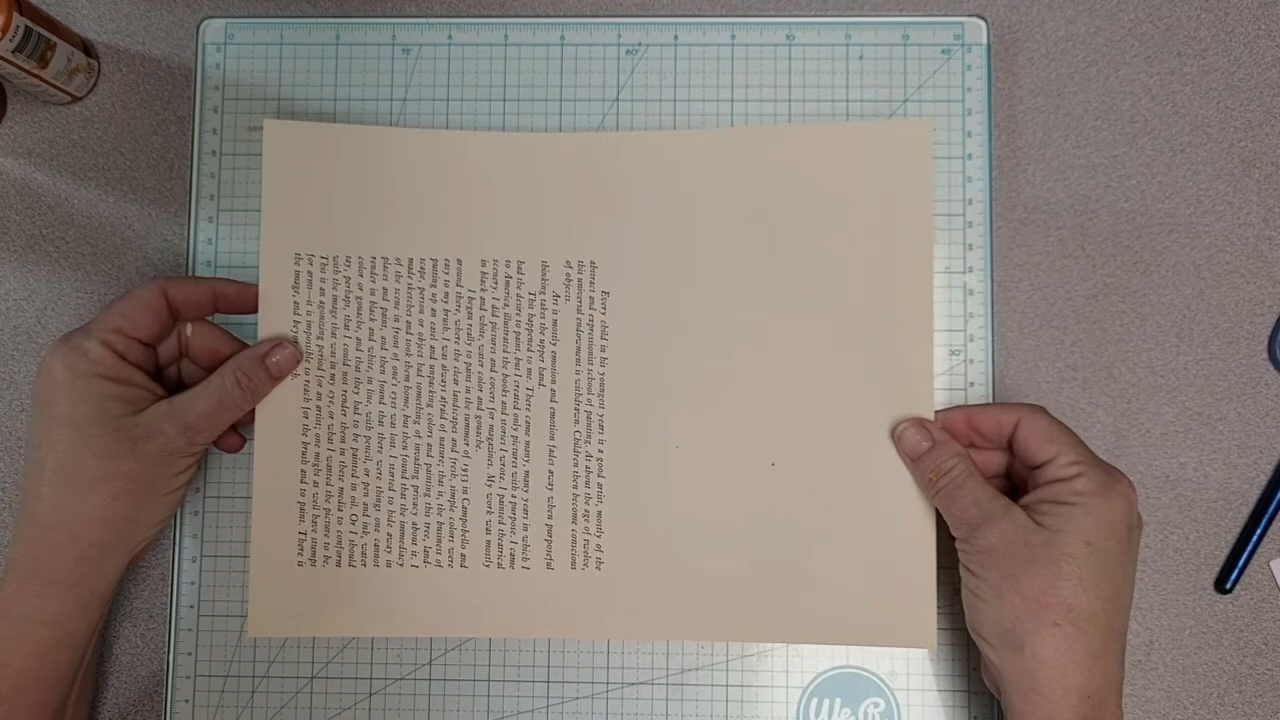 Every child in his youngest years is a good artist, mostly of the
abstract and expressionist school of painting. At about the age of twelve,
this universal endowment is withdrawn. Children then become conscious
of objects.
Art is mostly emotion and emotion fades away when purposeful
thinking takes the upper hand.
This happened to me. There came many, many years in which I
had the desire to paint, but I created only pictures with a purpose. I came
to America, illustrated the books and stories I wrote. I painted theatrical
scenery. I did pictures and covers for magazines. My work was mostly
in black and white, water color and gouache.
I began really to paint in the summer of 1953 in Campobello and
around there, where the clear landscapes and fresh, simple colors were
easy to my brush. I was always afraid of nature; that is, the business of
putting up an easel and unpacking colors and painting this tree, land-
scape, person or object had something of invading privacy about it. I
made sketches and took them home, but then found that the immediacy
of the scene in front of one's eyes was lost. I started to hide away in
places and paint, and then found that there were things one cannot
render in black and white, in line, with pencil, or pen and ink, water
color or gouache, and that they had to be painted in oil. Or I should
say, perhaps, that I could not render them in these media to conform
with the image that was in my eye, or what I wanted the picture to be.
This is an agonizing period for an artist; one might as well have stumps
for arms—it is impossible to reach for the brush and to paint. There is
the image, and
We R